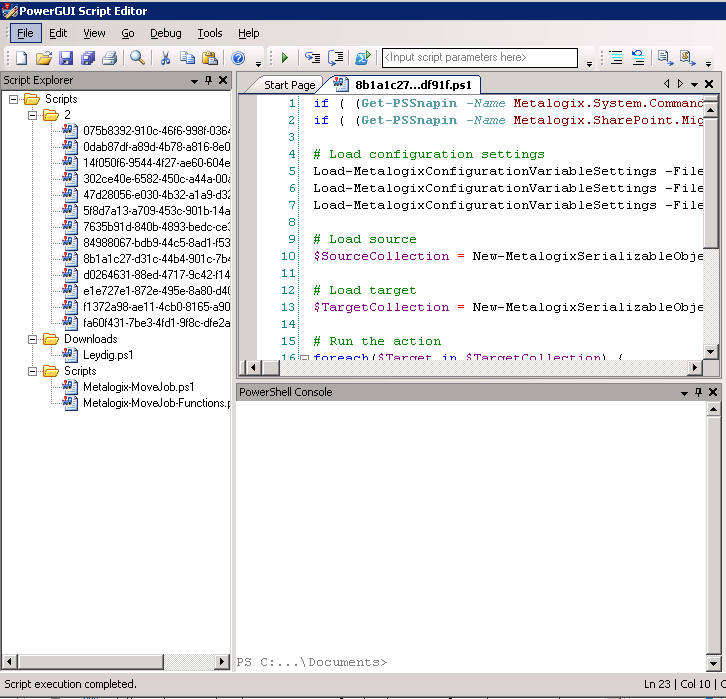 PowerGUI Script Editor
File Edit View Go Debug Tools Help
<Input script parameters here>
Script Explorer
Scripts
2
075b8392-910c-46f6-998f-0364
0dab87df-a89d-4b78-a816-8e0
14f050f6-9544-4f27-ae60-604e
302ce40e-6582-450c-a44a-00a
47d28056-e030-4b32-a1a9-d32
5f8d7a13-a709-453c-901b-14a
7635b91d-840b-4893-bedc-ce3
84988067-bdb9-44c5-8ad1-f53
8b1a1c27-d31c-44b4-901c-7b4
d0264631-88ed-4717-9c42-f14
e1e727e1-872e-495e-8a80-d40
f1372a98-ae11-4cb0-8165-a90
fa60f431-7be3-4fd1-9f8c-dfe2a
Downloads
Leydig.ps1
Scripts
Metalogix-MoveJob.ps1
Metalogix-MoveJob-Functions.p
Start Page 8b1a1c27...df91f.ps1
1 if ( (Get-PSSnapin -Name Metalogix.System.Command
2 if ( (Get-PSSnapin -Name Metalogix.SharePoint.Mig
3
4 # Load configuration settings
5 Load-MetalogixConfigurationVariableSettings -File
6 Load-MetalogixConfigurationVariableSettings -File
7 Load-MetalogixConfigurationVariableSettings -File
8
9 # Load source
10 $SourceCollection = New-MetalogixSerializableObje
11
12 # Load target
13 $TargetCollection = New-MetalogixSerializableObje
14
15 # Run the action
16 foreach($Target in $TargetCollection) {
PowerShell Console
PS C:...\Documents>
Script execution completed.
Ln 23 Col 10 C